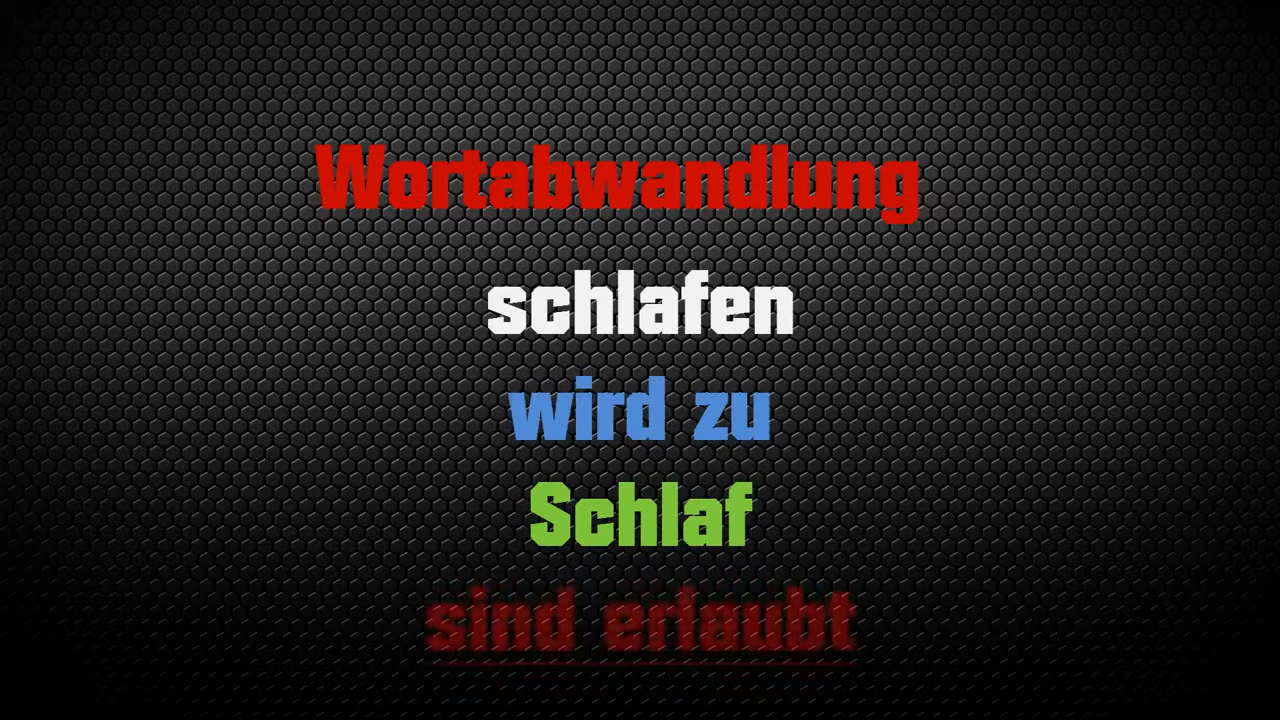 Wortabwandlung
schlafen
wird zu
Schlaf
sind erlaubt